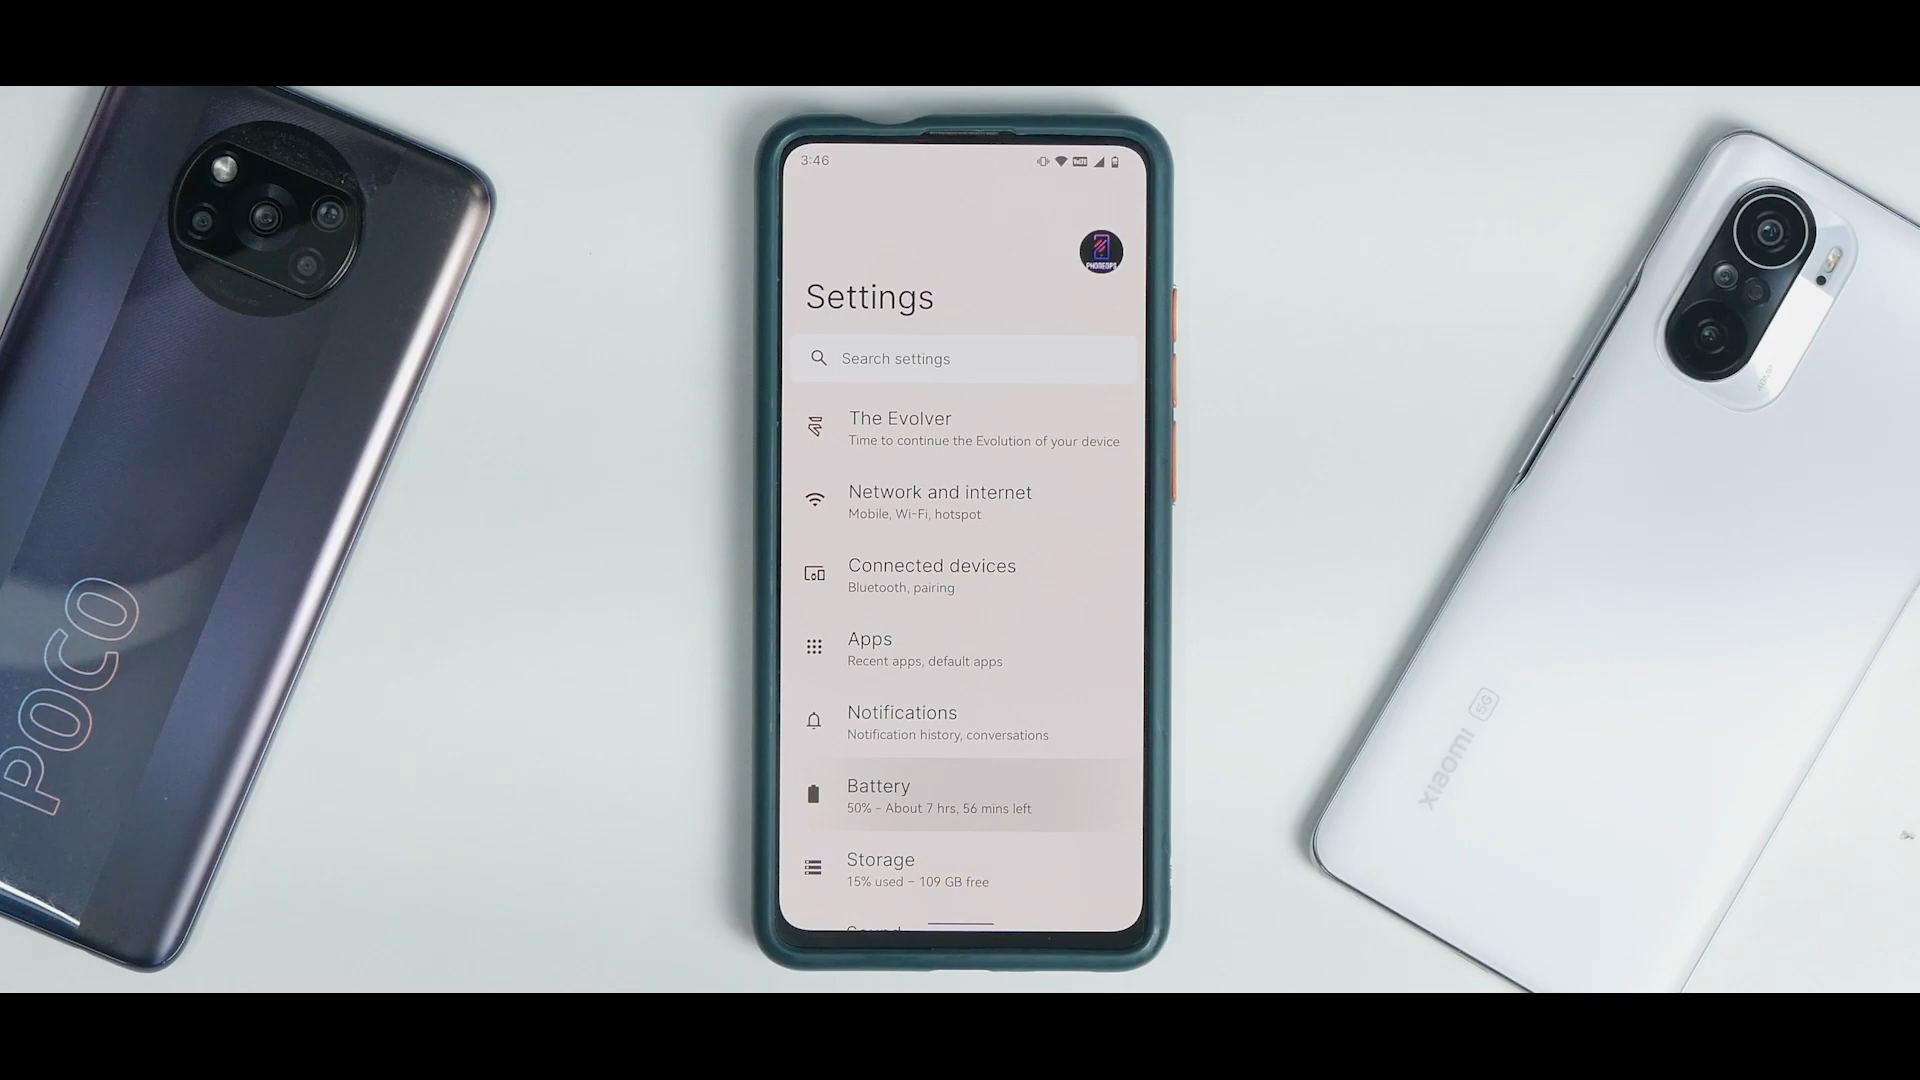 3:46
PHONEOPS
Settings
Search settings
The Evolver
Time to continue the Evolution of your device
Network and internet
Mobile, Wi-Fi, hotspot
Connected devices
Bluetooth, pairing
Apps
Recent apps, default apps
Notifications
Notification history, conversations
Battery
50% – About 7 hrs, 56 mins left
Storage
15% used – 109 GB free
Sound
POCO
Xiaomi 5G